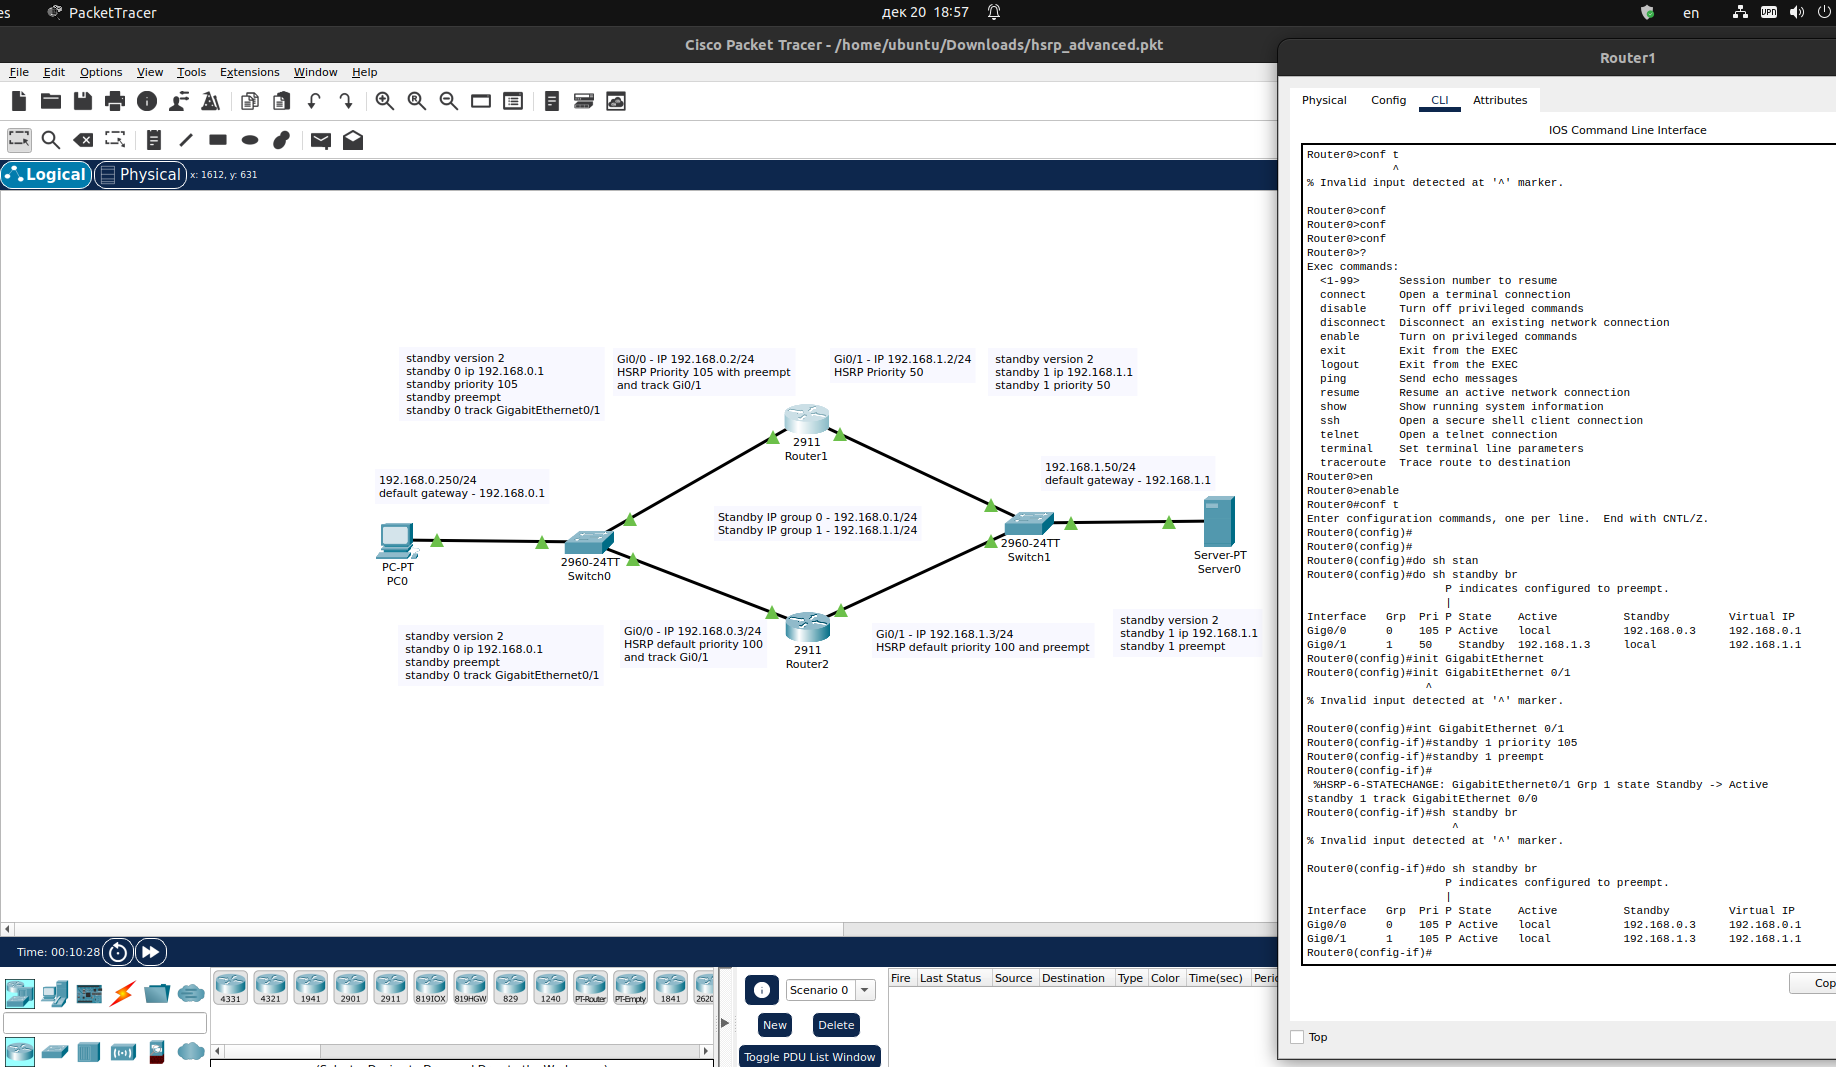 es PacketTracer дек 20 18:57 en VPN
Cisco Packet Tracer - /home/ubuntu/Downloads/hsrp_advanced.pkt
File Edit Options View Tools Extensions Window Help
Logical Physical x: 1612, y: 631
standby version 2
standby 0 ip 192.168.0.1
standby priority 105
standby preempt
standby 0 track GigabitEthernet0/1
Gi0/0 - IP 192.168.0.2/24
HSRP Priority 105 with preempt
and track Gi0/1
Gi0/1 - IP 192.168.1.2/24
HSRP Priority 50
standby version 2
standby 1 ip 192.168.1.1
standby 1 priority 50
2911
Router1
192.168.0.250/24
default gateway - 192.168.0.1
192.168.1.50/24
default gateway - 192.168.1.1
Standby IP group 0 - 192.168.0.1/24
Standby IP group 1 - 192.168.1.1/24
PC-PT
PC0
2960-24TT
Switch0
2960-24TT
Switch1
Server-PT
Server0
standby version 2
standby 0 ip 192.168.0.1
standby preempt
standby 0 track GigabitEthernet0/1
Gi0/0 - IP 192.168.0.3/24
HSRP default priority 100
and track Gi0/1
2911
Router2
Gi0/1 - IP 192.168.1.3/24
HSRP default priority 100 and preempt
standby version 2
standby 1 ip 192.168.1.1
standby 1 preempt
Time: 00:10:28
4331 4321 1941 2901 2911 819IOX 819HGW 829 1240 PT-Router PT-Empty 1841 2620
Scenario 0
New Delete
Toggle PDU List Window
Fire Last Status Source Destination Type Color Time(sec) Perio
Router1
Physical Config CLI Attributes
IOS Command Line Interface
Router0>conf t
^
% Invalid input detected at '^' marker.
Router0>conf
Router0>conf
Router0>conf
Router0>?
Exec commands:
<1-99> Session number to resume
connect Open a terminal connection
disable Turn off privileged commands
disconnect Disconnect an existing network connection
enable Turn on privileged commands
exit Exit from the EXEC
logout Exit from the EXEC
ping Send echo messages
resume Resume an active network connection
show Show running system information
ssh Open a secure shell client connection
telnet Open a telnet connection
terminal Set terminal line parameters
traceroute Trace route to destination
Router0>en
Router0>enable
Router0#conf t
Enter configuration commands, one per line. End with CNTL/Z.
Router0(config)#
Router0(config)#
Router0(config)#do sh stan
Router0(config)#do sh standby br
P indicates configured to preempt.
|
Interface Grp Pri P State Active Standby Virtual IP
Gig0/0 0 105 P Active local 192.168.0.3 192.168.0.1
Gig0/1 1 50 Standby 192.168.1.3 local 192.168.1.1
Router0(config)#init GigabitEthernet
Router0(config)#init GigabitEthernet 0/1
^
% Invalid input detected at '^' marker.
Router0(config)#int GigabitEthernet 0/1
Router0(config-if)#standby 1 priority 105
Router0(config-if)#standby 1 preempt
Router0(config-if)#
%HSRP-6-STATECHANGE: GigabitEthernet0/1 Grp 1 state Standby -> Active
standby 1 track GigabitEthernet 0/0
Router0(config-if)#sh standby br
^
% Invalid input detected at '^' marker.
Router0(config-if)#do sh standby br
P indicates configured to preempt.
|
Interface Grp Pri P State Active Standby Virtual IP
Gig0/0 0 105 P Active local 192.168.0.3 192.168.0.1
Gig0/1 1 105 P Active local 192.168.1.3 192.168.1.1
Router0(config-if)#
Cop
Top